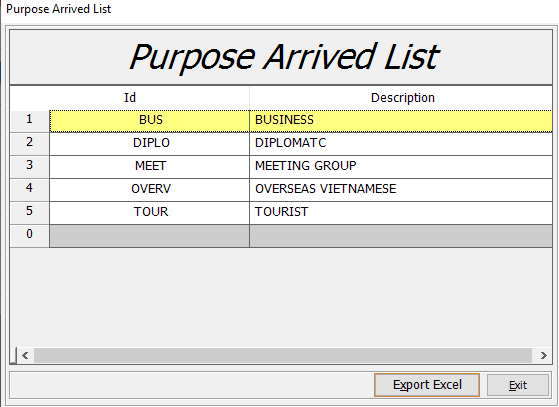 Purpose Arrived List
Purpose Arrived List
Id Description
1 BUS BUSINESS
2 DIPLO DIPLOMATC
3 MEET MEETING GROUP
4 OVERV OVERSEAS VIETNAMESE
5 TOUR TOURIST
0
Export Excel Exit